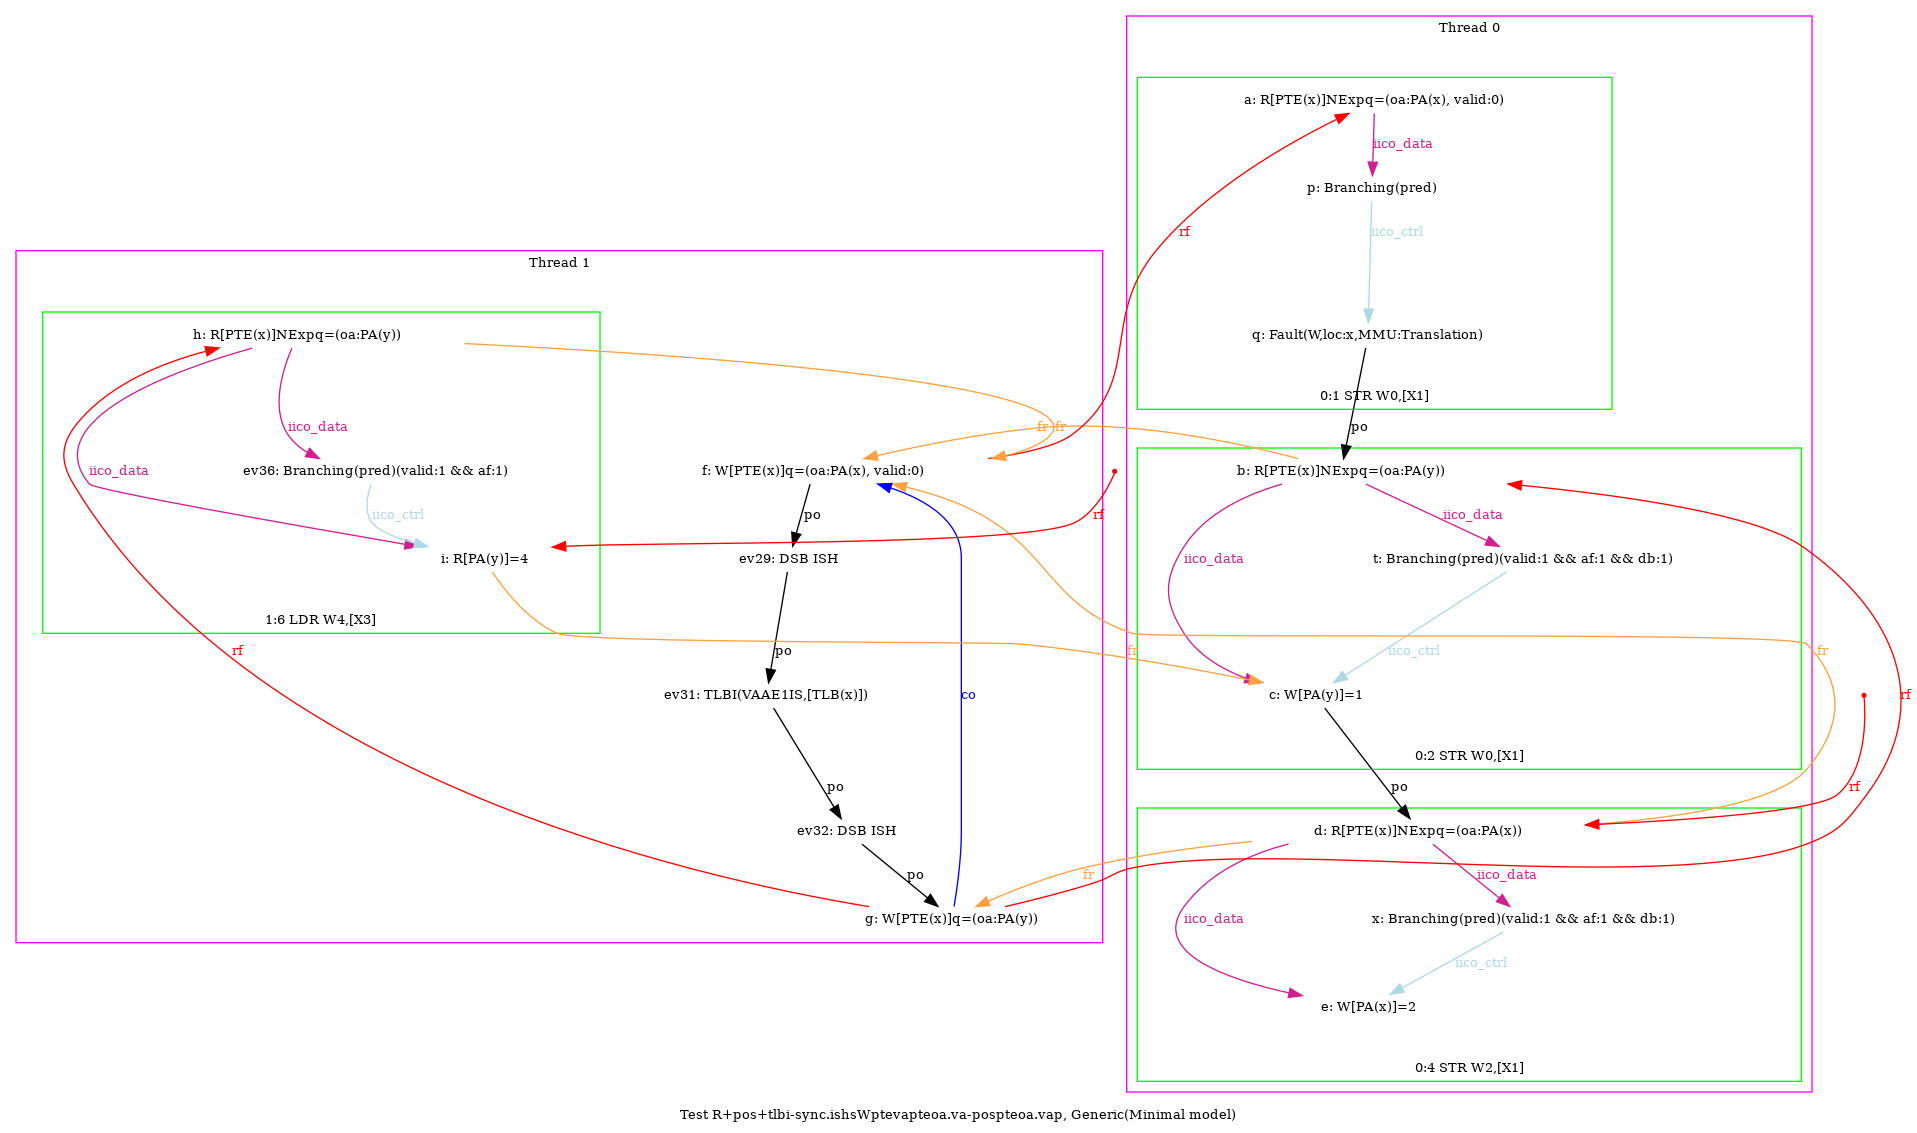 Thread 0
a: R[PTE(x)]NExpq=(oa:PA(x), valid:0)
iico_data
p: Branching(pred)
rf
iico_ctrl
q: Fault(W,loc:x,MMU:Translation)
0:1 STR W0,[X1]
po
Thread 1
h: R[PTE(x)]NExpq=(oa:PA(y))
iico_data
fr
fr
iico_data
ev36: Branching(pred)(valid:1 && af:1)
f: W[PTE(x)]q=(oa:PA(x), valid:0)
b: R[PTE(x)]NExpq=(oa:PA(y))
iico_ctrl
po
rf
iico_data
i: R[PA(y)]=4
ev29: DSB ISH
iico_data
t: Branching(pred)(valid:1 && af:1 && db:1)
1:6 LDR W4,[X3]
rf
po
fr
iico_ctrl
fr
ev31: TLBI(VAAE1IS,[TLB(x)])
co
c: W[PA(y)]=1
rf
0:2 STR W0,[X1]
po
po
rf
ev32: DSB ISH
d: R[PTE(x)]NExpq=(oa:PA(x))
po
fr
iico_data
g: W[PTE(x)]q=(oa:PA(y))
iico_data
x: Branching(pred)(valid:1 && af:1 && db:1)
iico_ctrl
e: W[PA(x)]=2
0:4 STR W2,[X1]
Test R+pos+tlbi-sync.ishsWptevapteoa.va-pospteoa.vap, Generic(Minimal model)